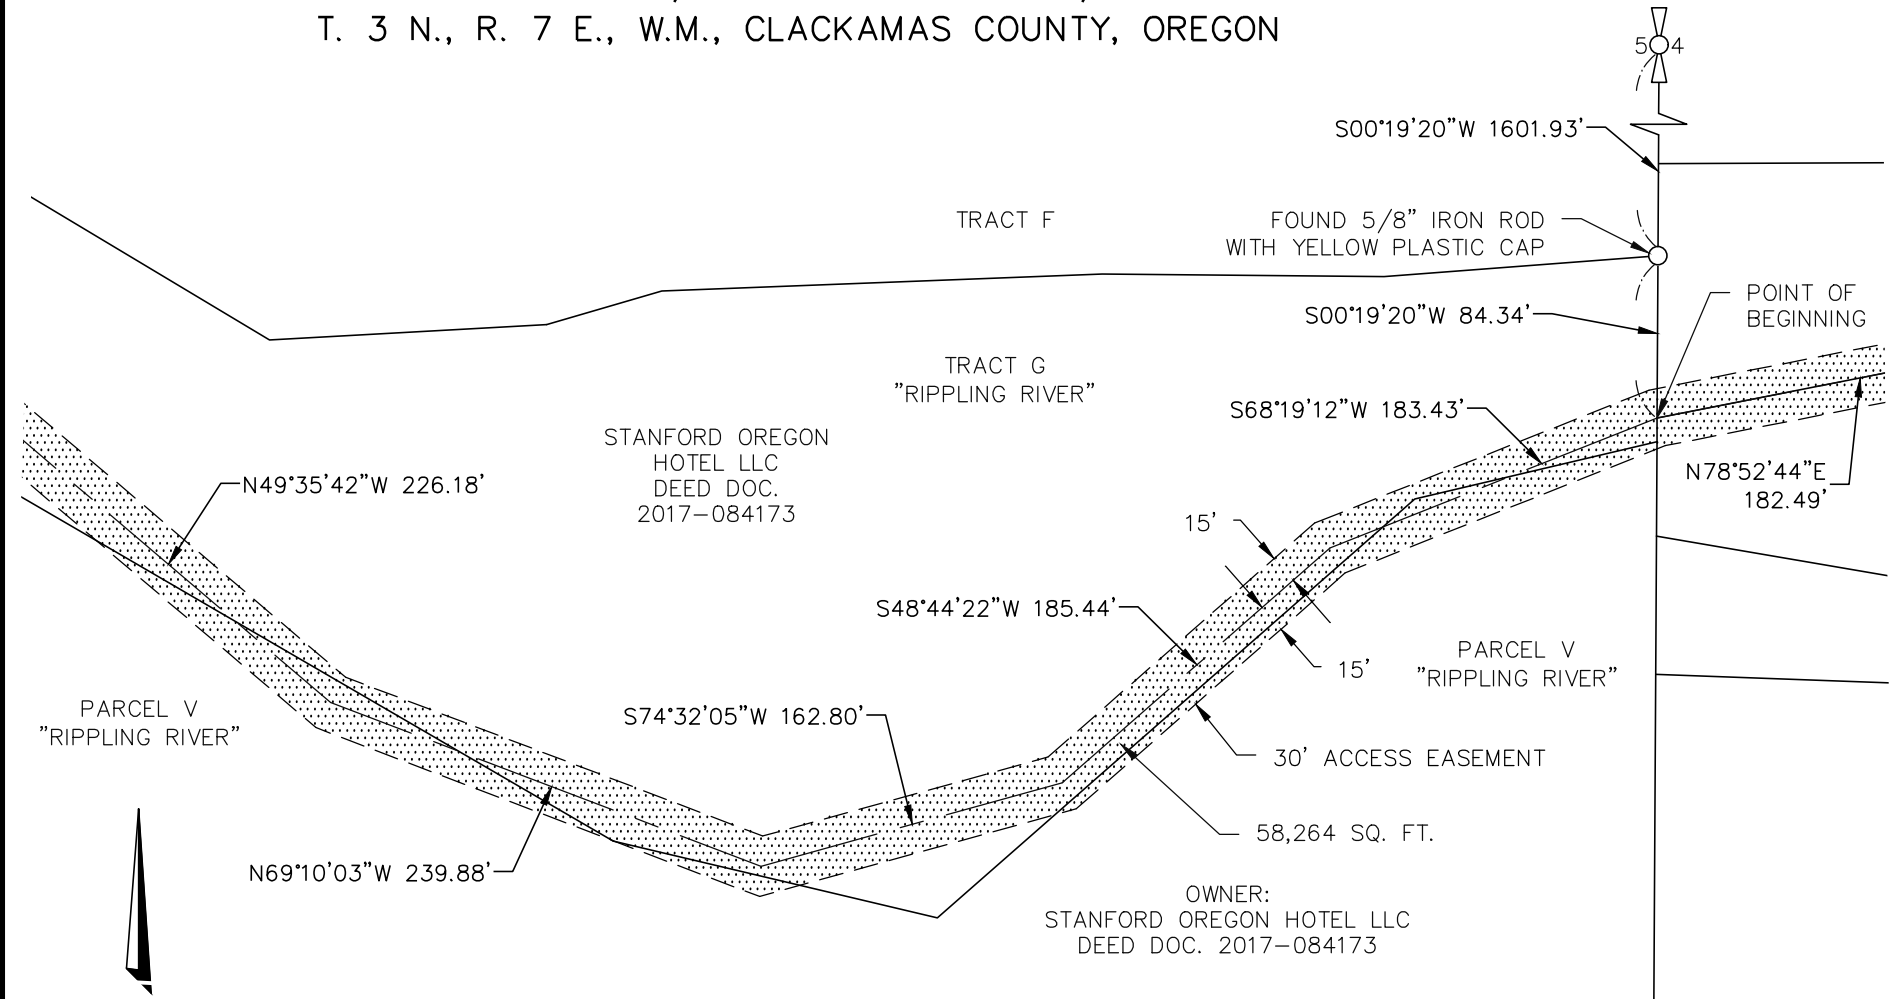 T. 3 N., R. 7 E., W.M., CLACKAMAS COUNTY, OREGON
5 4
S00°19'20"W 1601.93'
TRACT F
FOUND 5/8" IRON ROD
WITH YELLOW PLASTIC CAP
POINT OF
BEGINNING
S00°19'20"W 84.34'
TRACT G
"RIPPLING RIVER"
S68°19'12"W 183.43'
STANFORD OREGON
HOTEL LLC
DEED DOC.
2017-084173
N49°35'42"W 226.18'
N78°52'44"E
182.49'
15'
S48°44'22"W 185.44'
15'
PARCEL V
"RIPPLING RIVER"
PARCEL V
"RIPPLING RIVER"
S74°32'05"W 162.80'
30' ACCESS EASEMENT
58,264 SQ. FT.
N69°10'03"W 239.88'
OWNER:
STANFORD OREGON HOTEL LLC
DEED DOC. 2017-084173